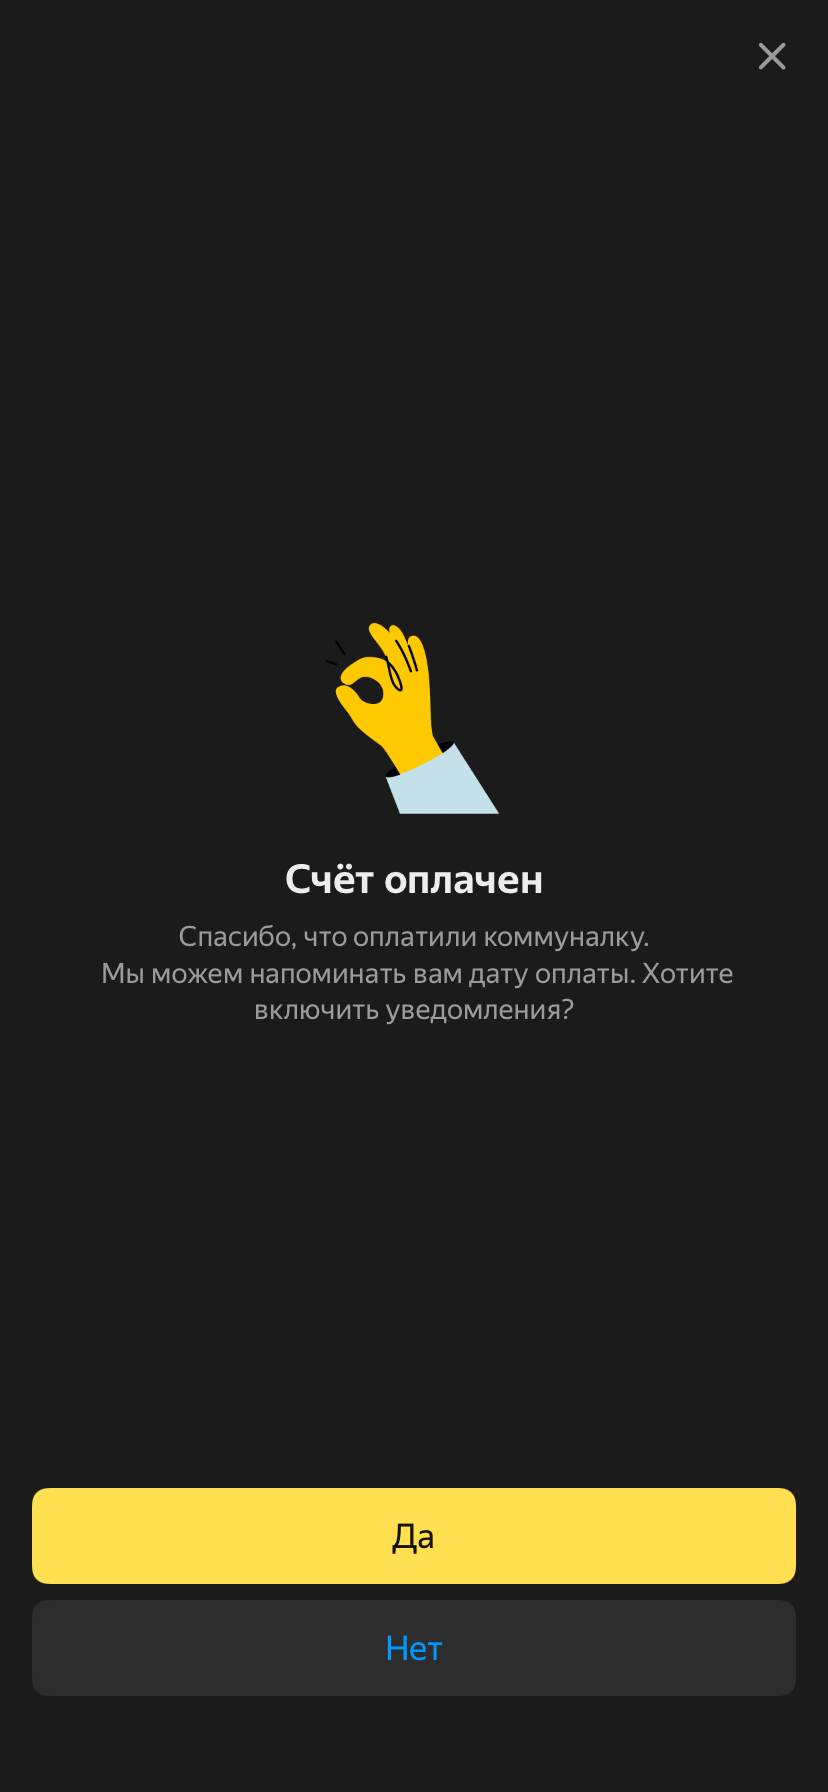 Счёт оплачен
Спасибо, что оплатили коммуналку.
Мы можем напоминать вам дату оплаты. Хотите
включить уведомления?
Да
Нет